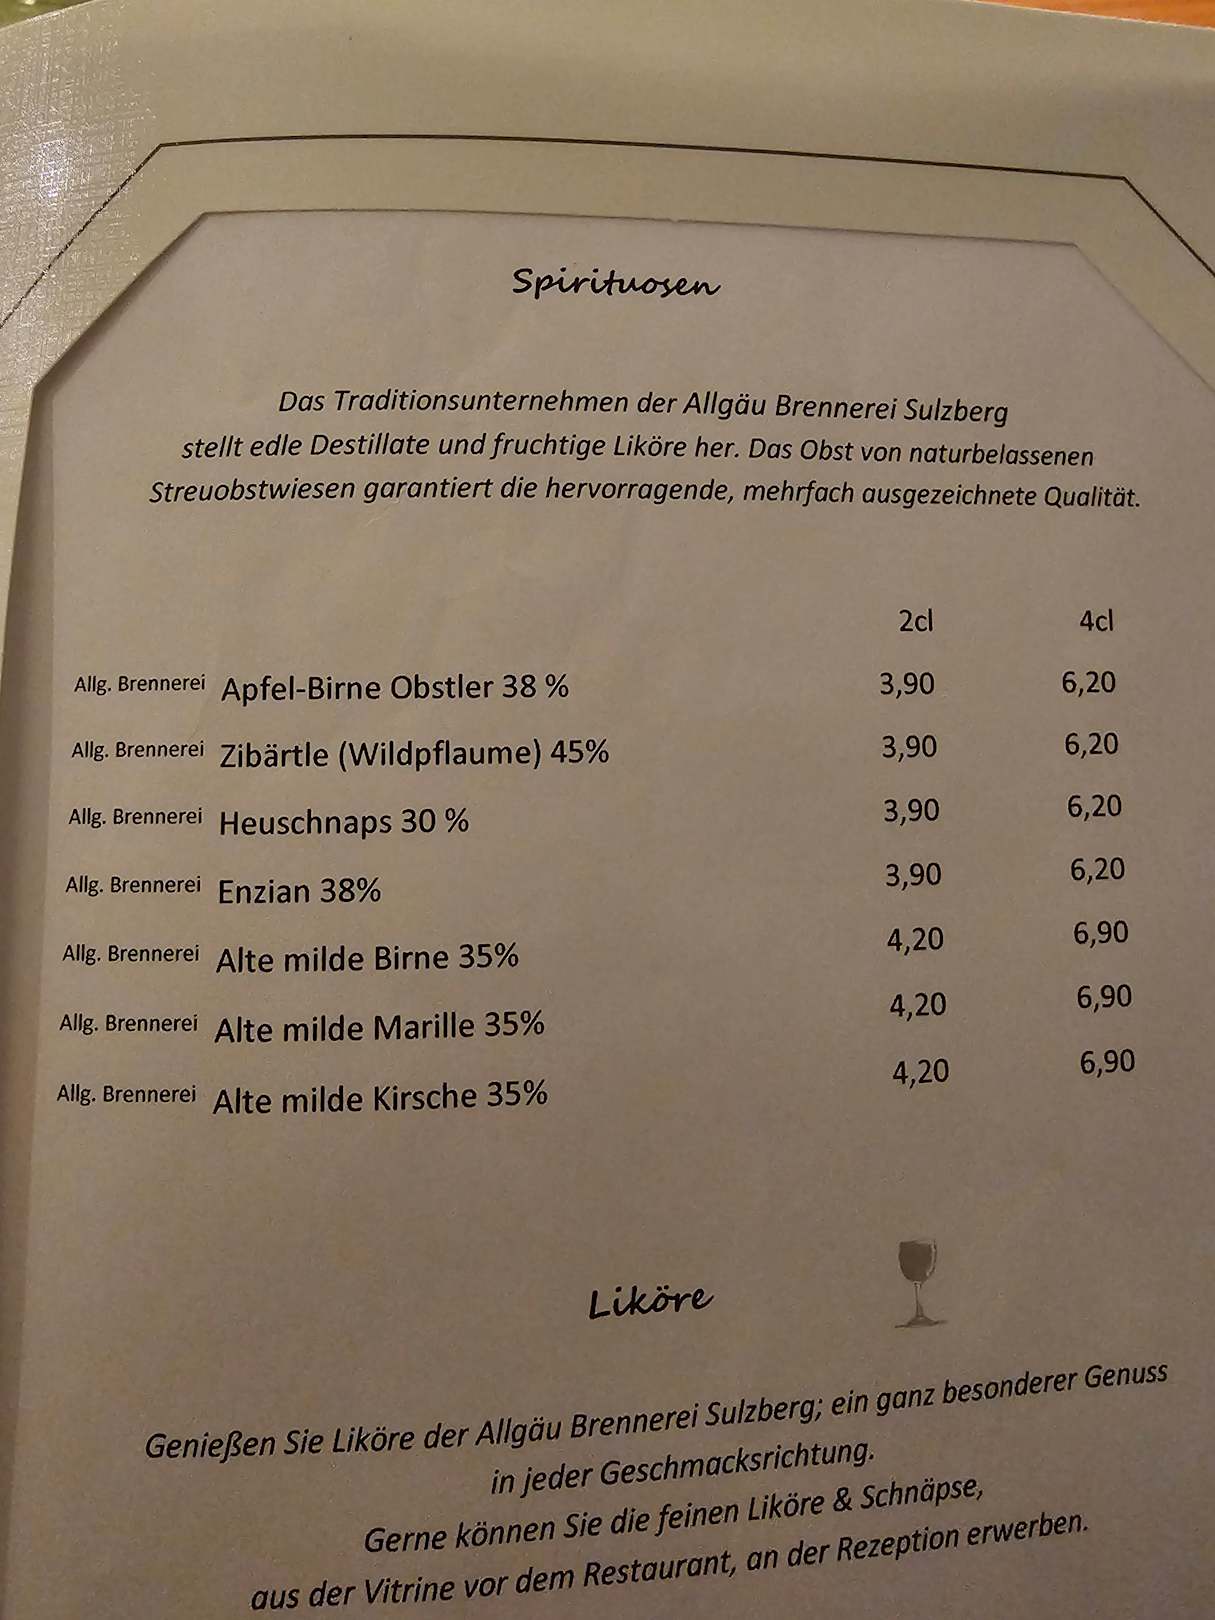 Spirituosen
Das Traditionsunternehmen der Allgäu Brennerei Sulzberg
stellt edle Destillate und fruchtige Liköre her. Das Obst von naturbelassenen
Streuobstwiesen garantiert die hervorragende, mehrfach ausgezeichnete Qualität.
2cl 4cl
Allg. Brennerei Apfel-Birne Obstler 38 % 3,90 6,20
Allg. Brennerei Zibärtle (Wildpflaume) 45% 3,90 6,20
Allg. Brennerei Heuschnaps 30 % 3,90 6,20
Allg. Brennerei Enzian 38% 3,90 6,20
Allg. Brennerei Alte milde Birne 35% 4,20 6,90
Allg. Brennerei Alte milde Marille 35% 4,20 6,90
Allg. Brennerei Alte milde Kirsche 35% 4,20 6,90
Liköre
Genießen Sie Liköre der Allgäu Brennerei Sulzberg; ein ganz besonderer Genuss
in jeder Geschmacksrichtung.
Gerne können Sie die feinen Liköre & Schnäpse,
aus der Vitrine vor dem Restaurant, an der Rezeption erwerben.